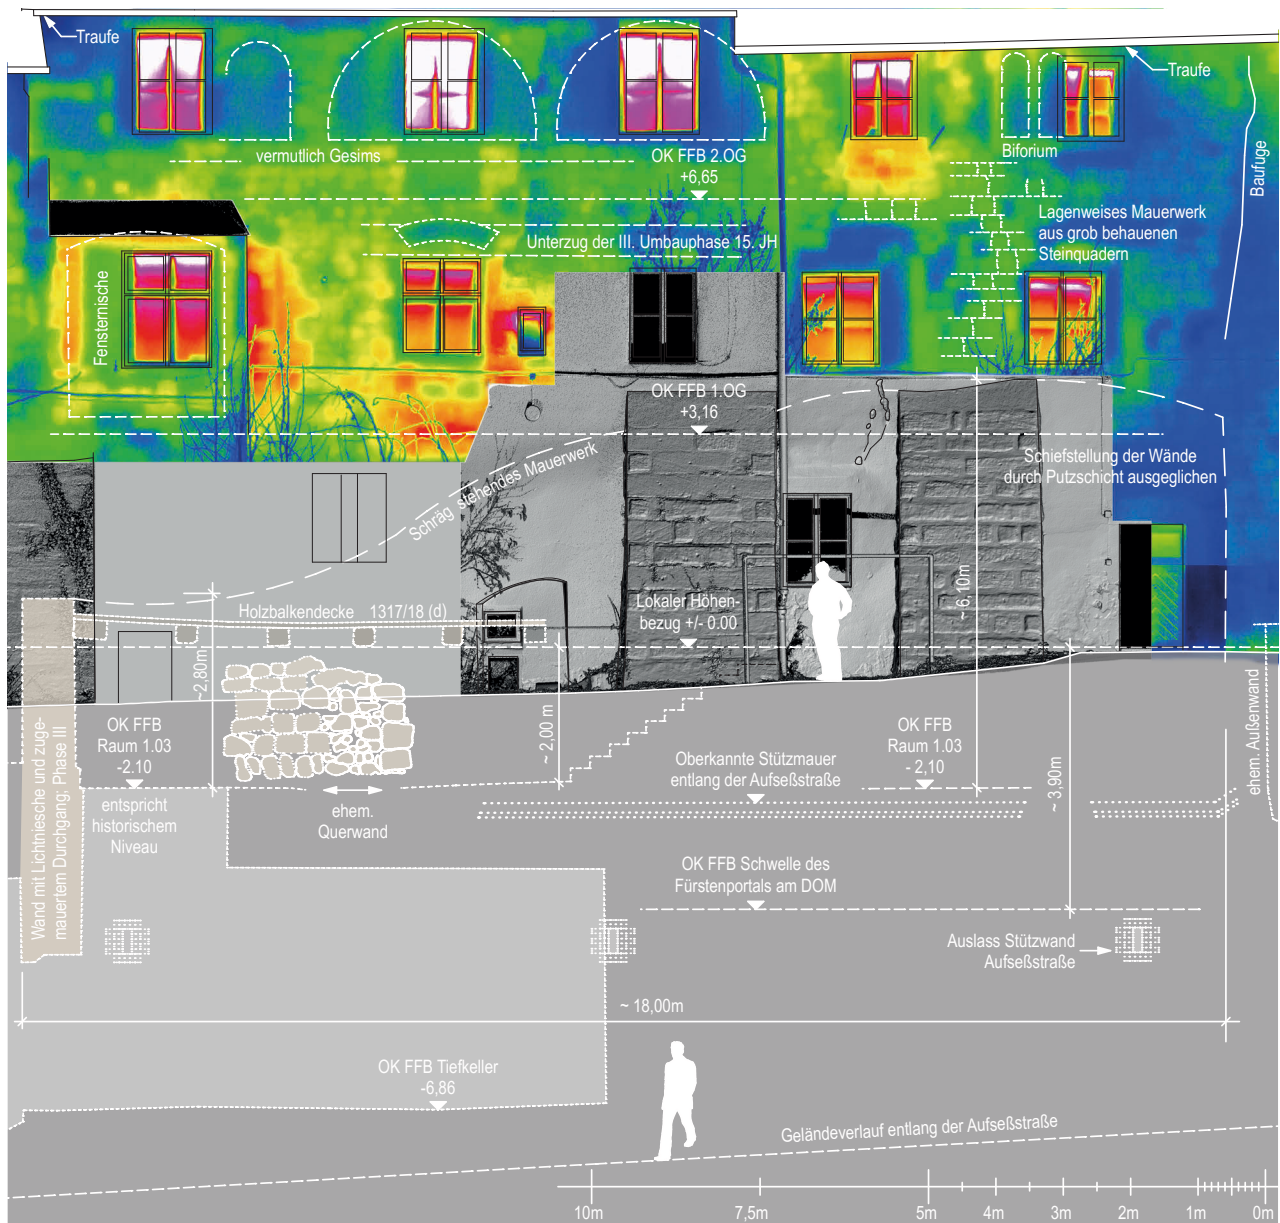 Traufe
Traufe
vermutlich Gesims
OK FFB 2.OG
+6,65
Biforium
Baufuge
Lagenweises Mauerwerk
aus grob behauenen
Steinquadern
Unterzug der III. Umbauphase 15. JH
Fensternische
OK FFB 1.OG
+3,16
Schräg stehendes Mauerwerk
Schiefstellung der Wände
durch Putzschicht ausgeglichen
~6,10m
Holzbalkendecke 1317/18 (d)
Lokaler Höhen-
bezug +/- 0.00
~2,80m
~ 2,00 m
ehem. Außenwand
Wand mit Lichtniesche und zuge-
mauertem Durchgang; Phase III
OK FFB
Raum 1.03
-2.10
entspricht
historischem
Niveau
ehem.
Querwand
Oberkannte Stützmauer
entlang der Aufseßstraße
OK FFB
Raum 1.03
- 2,10
~ 3,90m
OK FFB Schwelle des
Fürstenportals am DOM
Auslass Stützwand
Aufseßstraße
~ 18,00m
OK FFB Tiefkeller
-6,86
Geländeverlauf entlang der Aufseßstraße
10m 7,5m 5m 4m 3m 2m 1m 0m